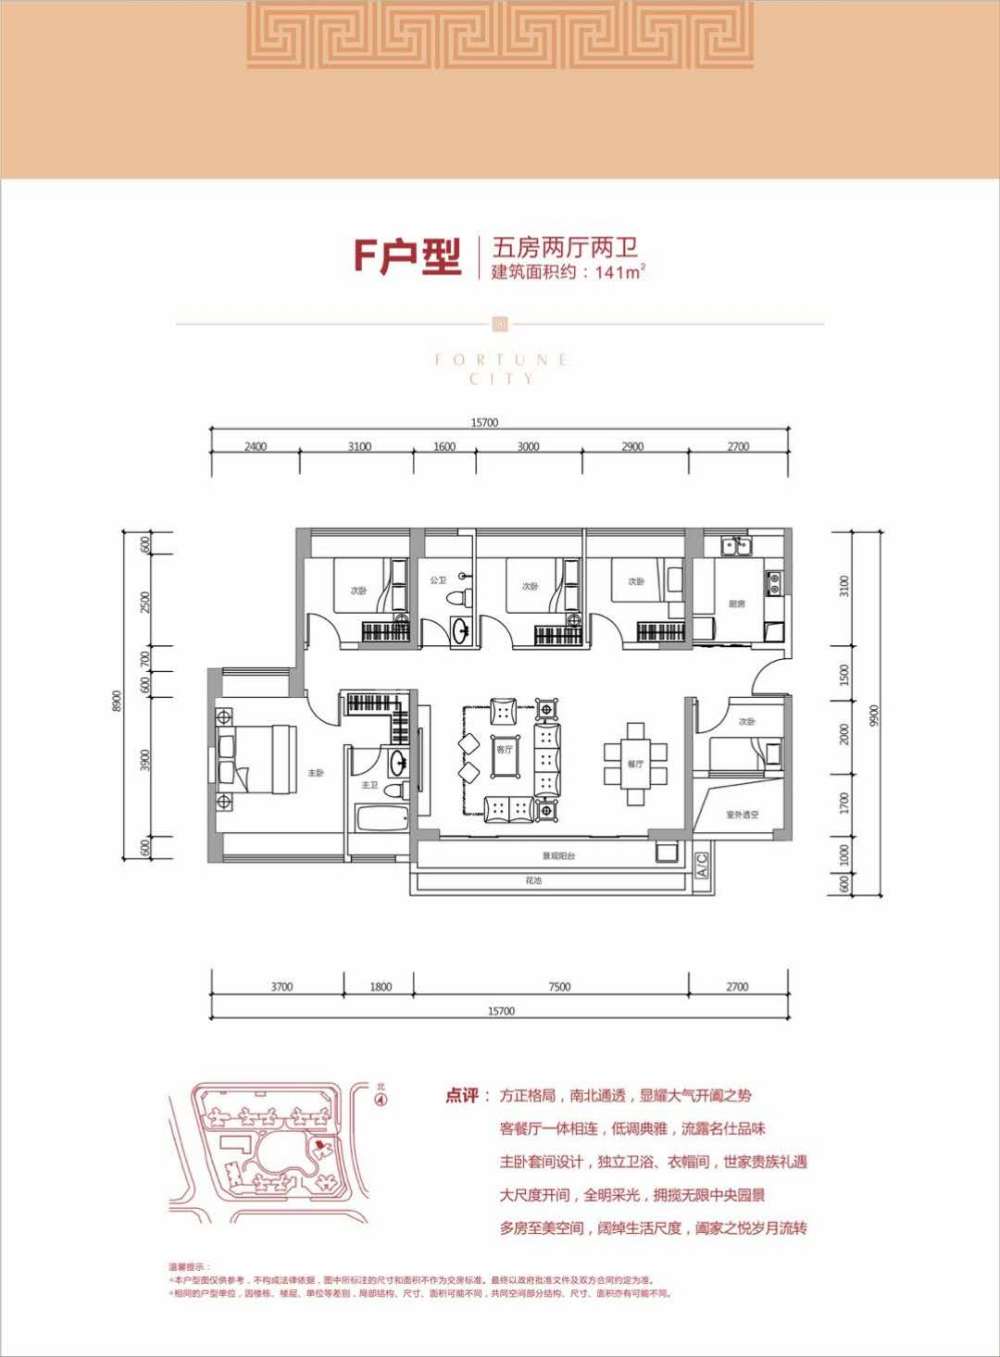 F户型
五房两厅两卫
建筑面积约：141m²
FORTUNE
CITY
15700
2400 3100 1600 3000 2900 2700
8900
600
2500
700
600
3900
600
次卧
公卫
次卧
次卧
厨房
主卧
主卫
客厅
餐厅
次卧
室外透空
景观阳台
花池
A/C
3100
1500
2000
1700
1000
600
9900
3700 1800 7500 2700
15700
北
点评：方正格局，南北通透，显耀大气开阖之势
客餐厅一体相连，低调典雅，流露名仕品味
主卧套间设计，独立卫浴、衣帽间，世家贵族礼遇
大尺度开间，全明采光，拥揽无限中央园景
多房至美空间，阔绰生活尺度，阖家之悦岁月流转
温馨提示：
*本户型图仅供参考，不构成法律依据，图中所标注的尺寸和面积不作为交房标准。最终以政府批准文件及双方合同约定为准。
*相同的户型单位，因楼栋、楼层、单位等差别，局部结构、尺寸、面积可能不同，共同空间部分结构、尺寸、面积亦有可能不同。